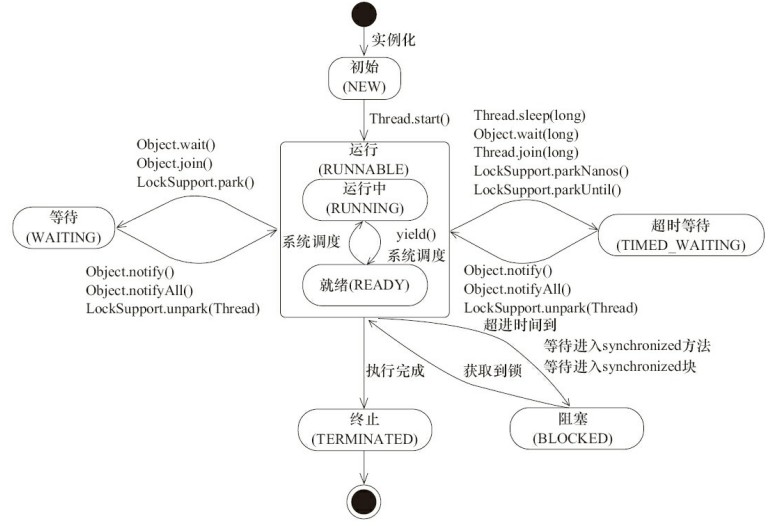 实例化
初始
(NEW)
Thread.start()
Object.wait()
Object.join()
LockSupport.park()
Thread.sleep(long)
Object.wait(long)
Thread.join(long)
LockSupport.parkNanos()
LockSupport.parkUntil()
运行
(RUNNABLE)
运行中
(RUNNING)
等待
(WAITING)
系统调度
yield()
系统调度
超时等待
(TIMED_WAITING)
就绪(READY)
Object.notify()
Object.notifyAll()
LockSupport.unpark(Thread)
Object.notify()
Object.notifyAll()
LockSupport.unpark(Thread)
超进时间到
等待进入synchronized方法
等待进入synchronized块
执行完成
获取到锁
终止
(TERMINATED)
阻塞
(BLOCKED)